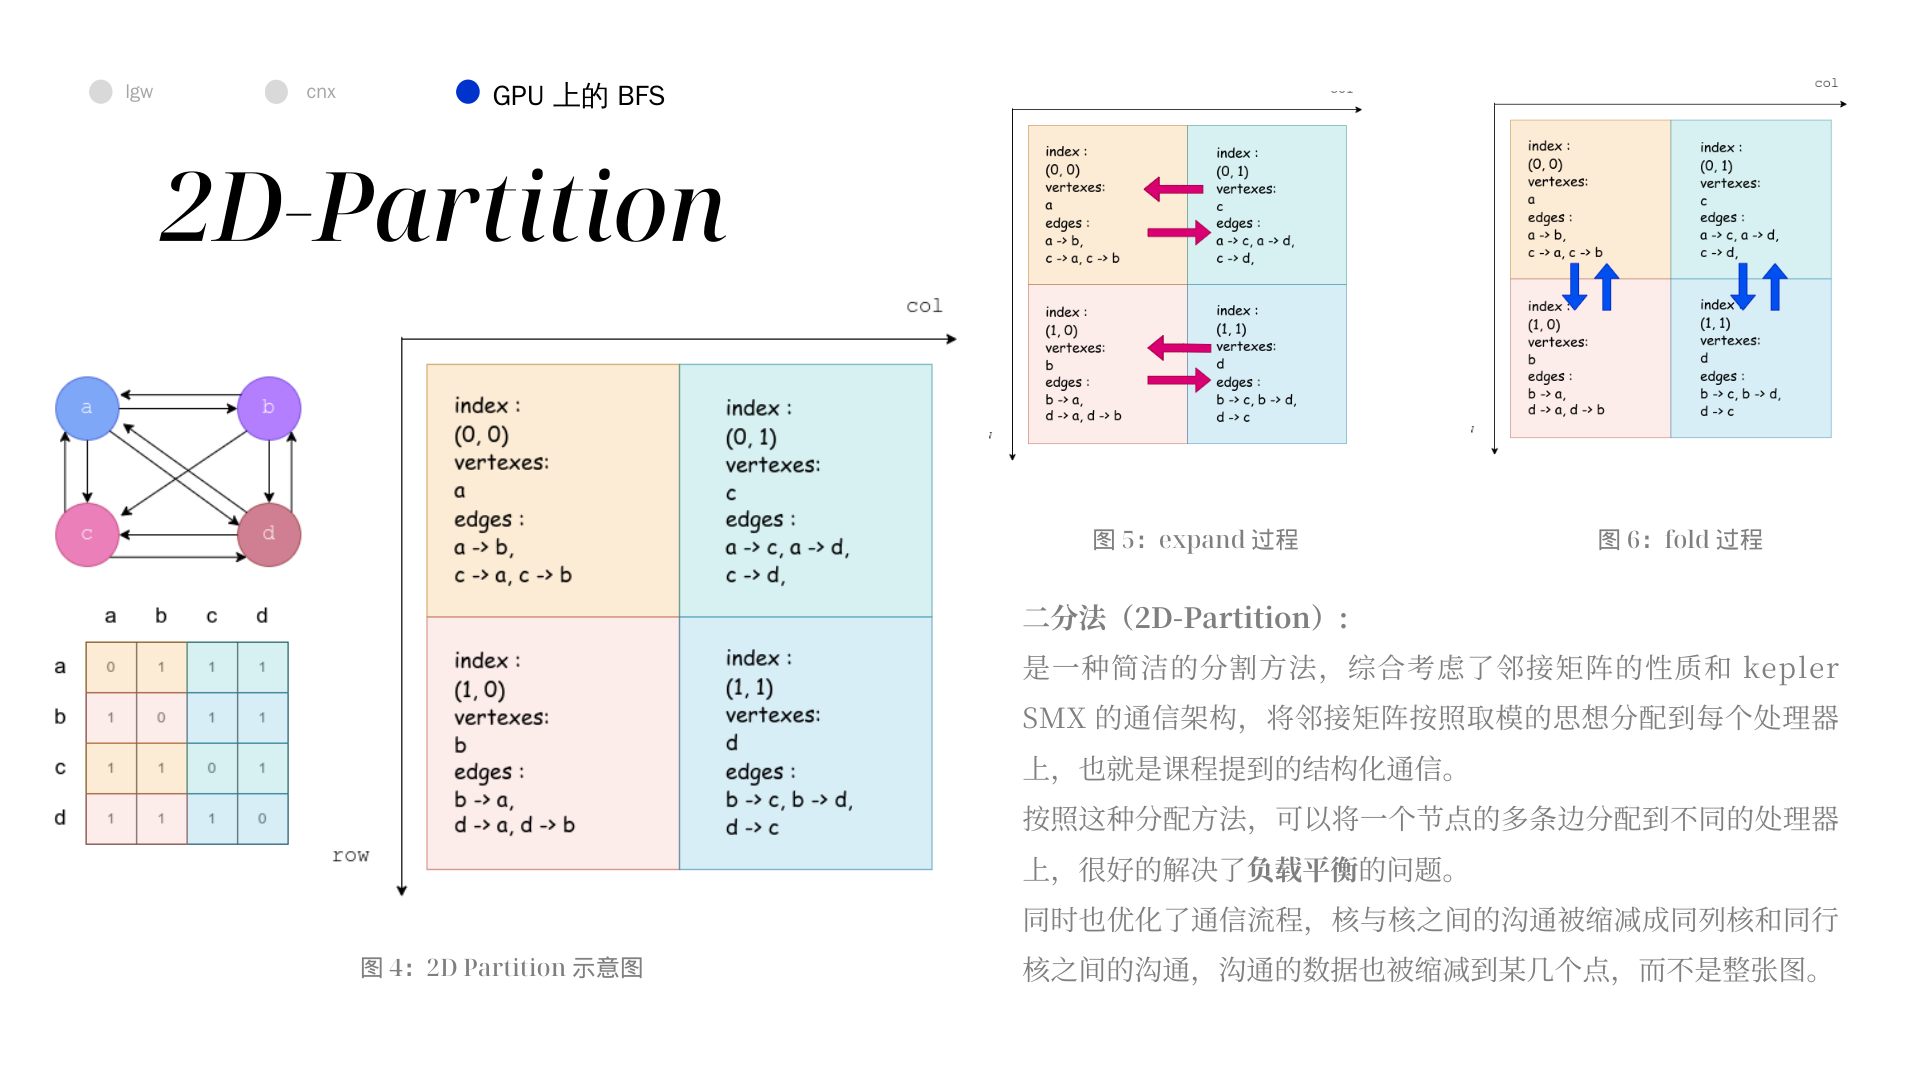 lgw
cnx
GPU 上的 BFS
2D-Partition
a
b
c
d
a b c d
a 0 1 1 1
b 1 0 1 1
c 1 1 0 1
d 1 1 1 0
col
row
index :
(0, 0)
vertexes:
a
edges :
a -> b,
c -> a, c -> b
index :
(0, 1)
vertexes:
c
edges :
a -> c, a -> d,
c -> d,
index :
(1, 0)
vertexes:
b
edges :
b -> a,
d -> a, d -> b
index :
(1, 1)
vertexes:
d
edges :
b -> c, b -> d,
d -> c
图 4：2D Partition 示意图
index :
(0, 0)
vertexes:
a
edges :
a -> b,
c -> a, c -> b
index :
(0, 1)
vertexes:
c
edges :
a -> c, a -> d,
c -> d,
index :
(1, 0)
vertexes:
b
edges :
b -> a,
d -> a, d -> b
index :
(1, 1)
vertexes:
d
edges :
b -> c, b -> d,
d -> c
图 5：expand 过程
col
index :
(0, 0)
vertexes:
a
edges :
a -> b,
c -> a, c -> b
index :
(0, 1)
vertexes:
c
edges :
a -> c, a -> d,
c -> d,
index :
(1, 0)
vertexes:
b
edges :
b -> a,
d -> a, d -> b
index
(1, 1)
vertexes:
d
edges :
b -> c, b -> d,
d -> c
图 6：fold 过程
二分法（2D-Partition）:
是一种简洁的分割方法，综合考虑了邻接矩阵的性质和 kepler
SMX 的通信架构，将邻接矩阵按照取模的思想分配到每个处理器
上，也就是课程提到的结构化通信。
按照这种分配方法，可以将一个节点的多条边分配到不同的处理器
上，很好的解决了负载平衡的问题。
同时也优化了通信流程，核与核之间的沟通被缩减成同列核和同行
核之间的沟通，沟通的数据也被缩减到某几个点，而不是整张图。